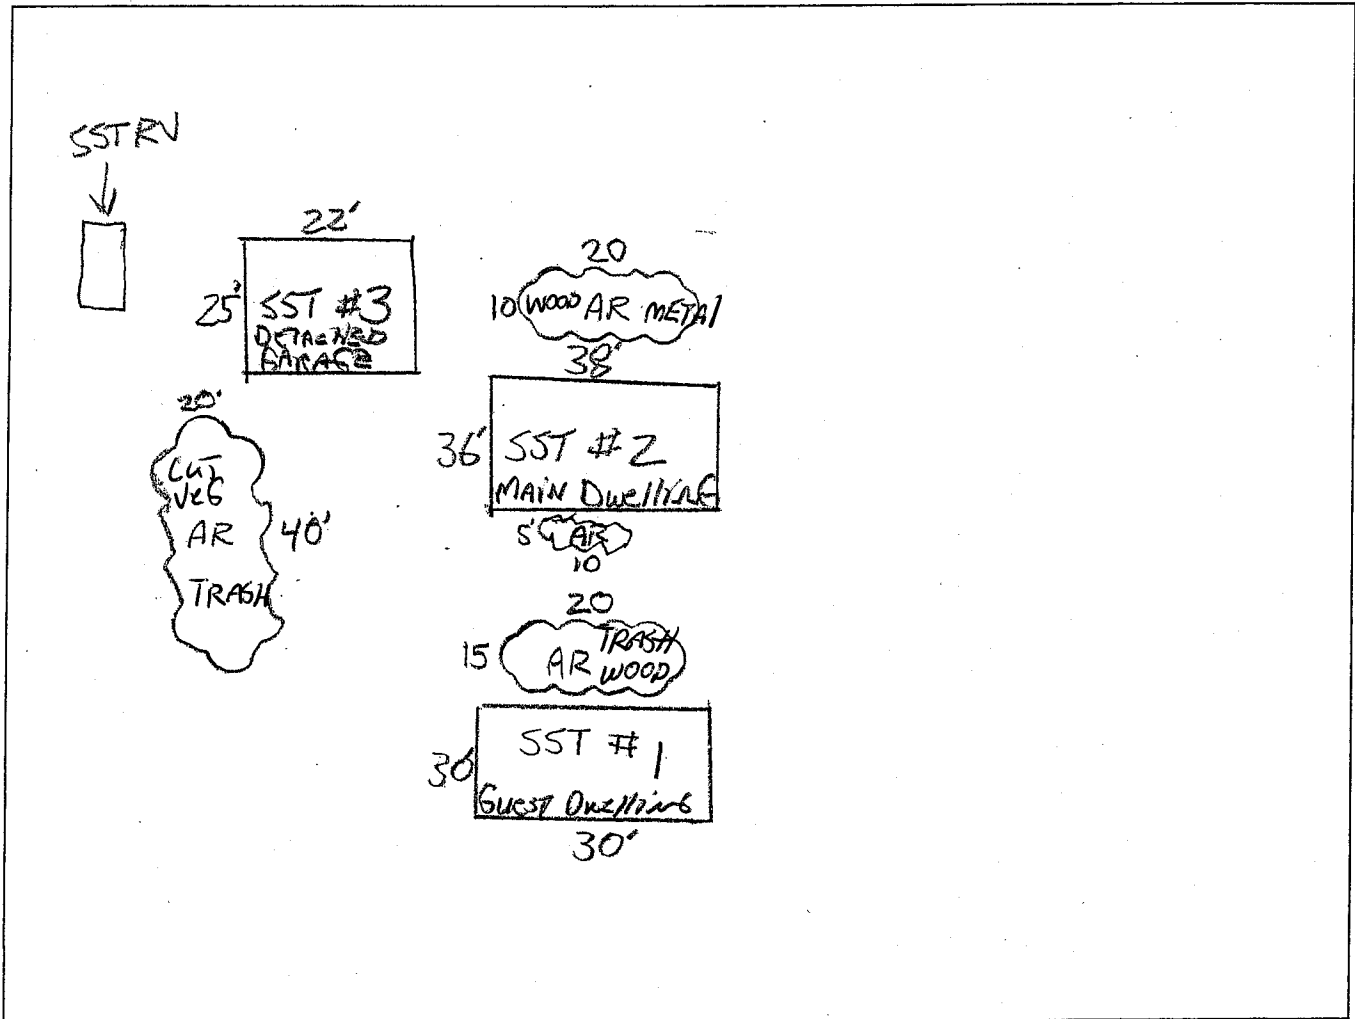 SSTRV
22'
25'
SST #3
DETACHED
GARAGE
20
10
WOOD AR METAL
38'
36'
SST #2
MAIN DwellING
5'
AR
10
20'
CUT
VEG
AR
40'
TRASH
20
15
TRASH
AR
WOOD
SST #1
30'
GUEST Dwelling
30'